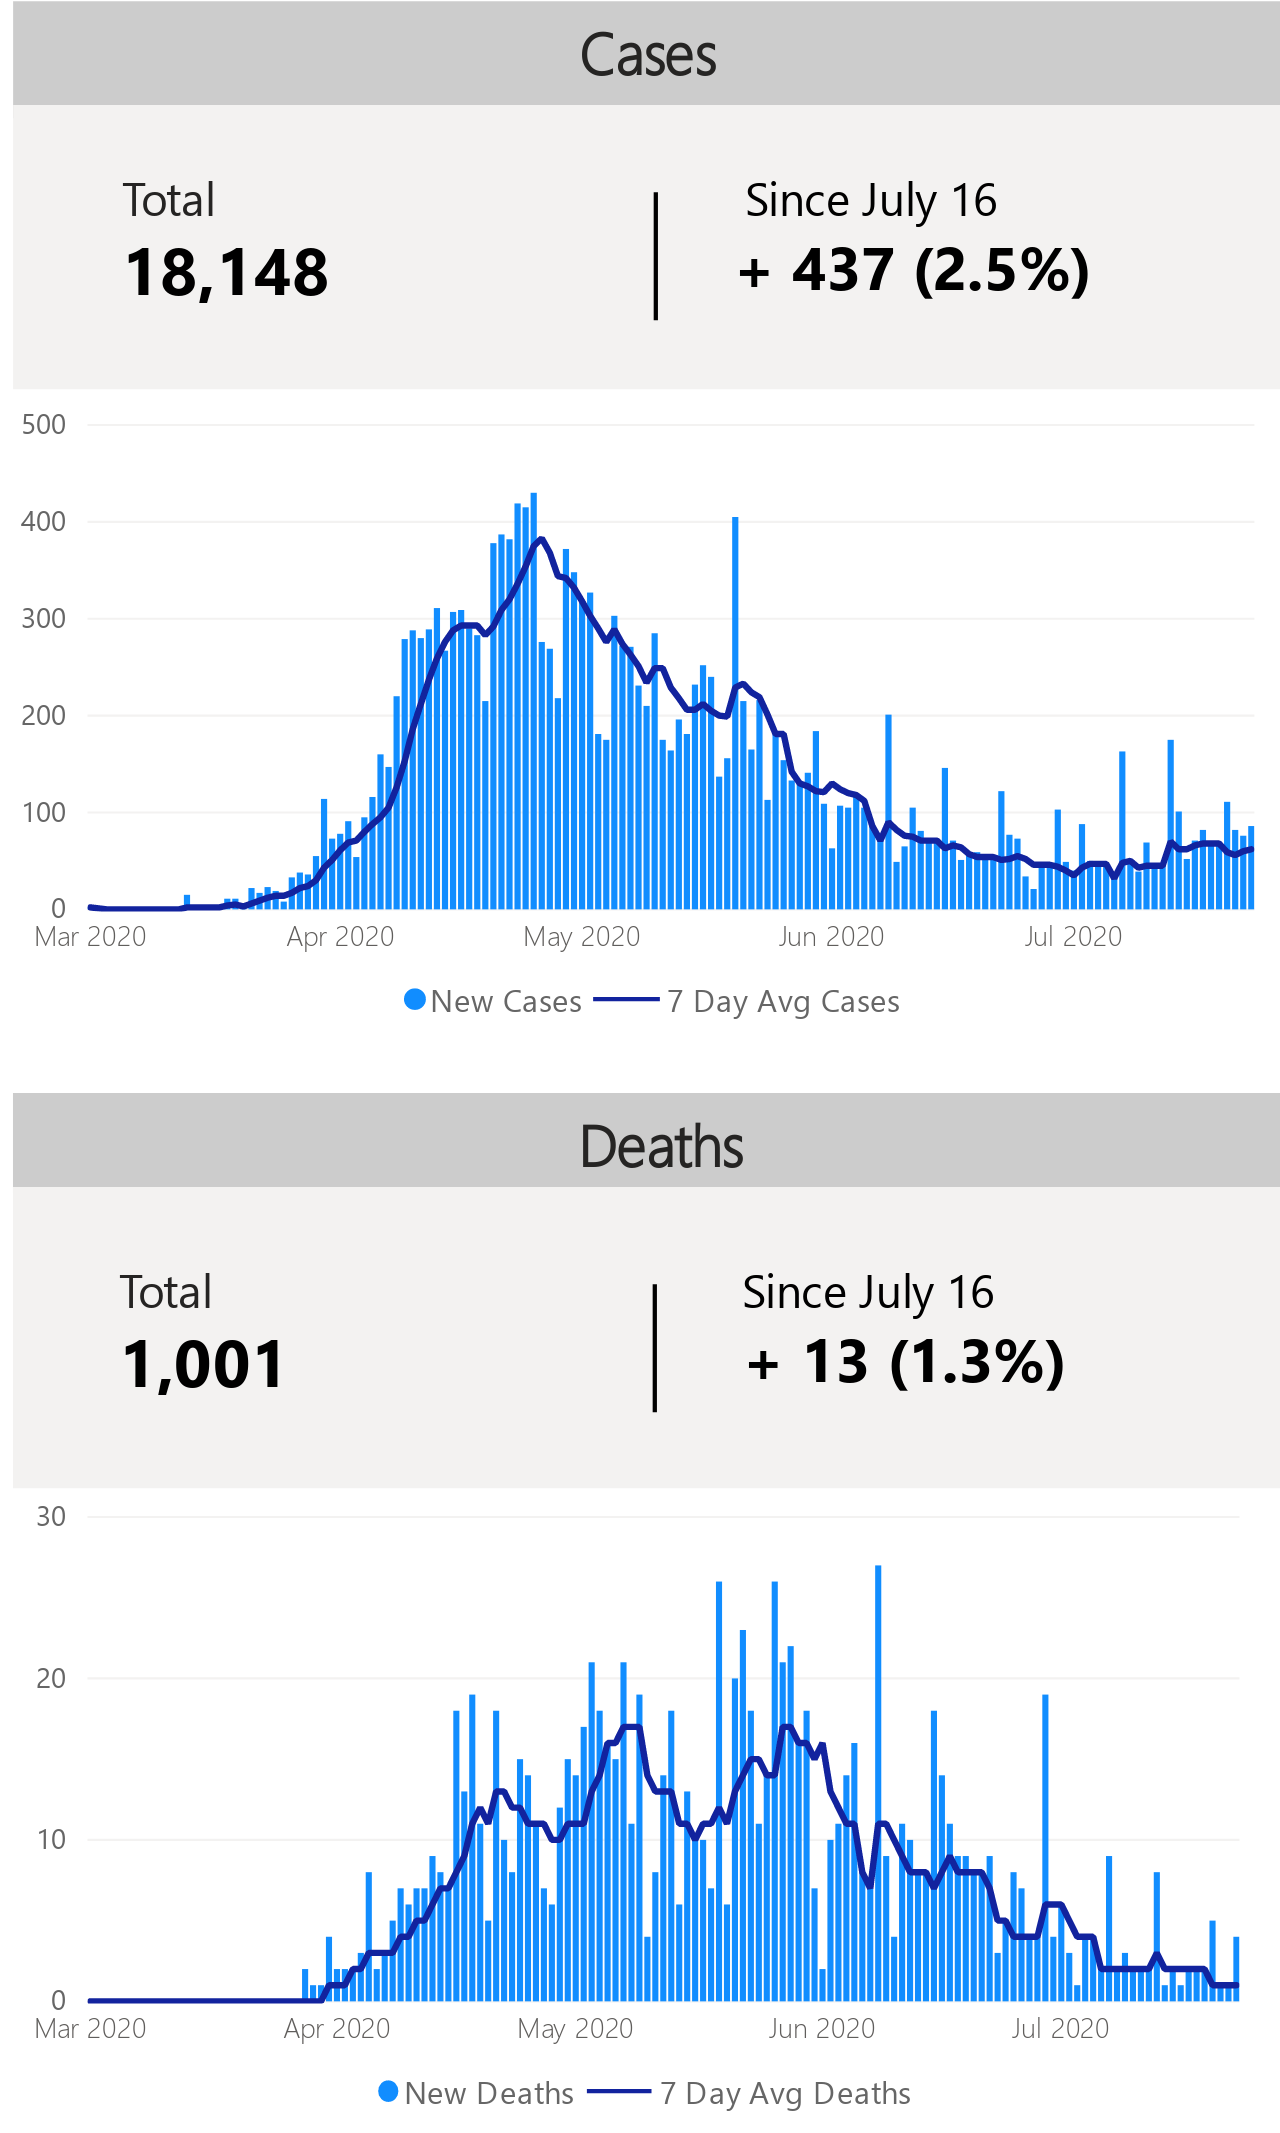 Cases
Total
Since July 16
18,148
+ 437 (2.5%)
500
400
300
200
100
0
Mar 2020 Apr 2020 May 2020 Jun 2020 Jul 2020
New Cases 7 Day Avg Cases
Deaths
Total
Since July 16
1,001
+ 13 (1.3%)
30
20
10
0
Mar 2020 Apr 2020 May 2020 Jun 2020 Jul 2020
New Deaths 7 Day Avg Deaths